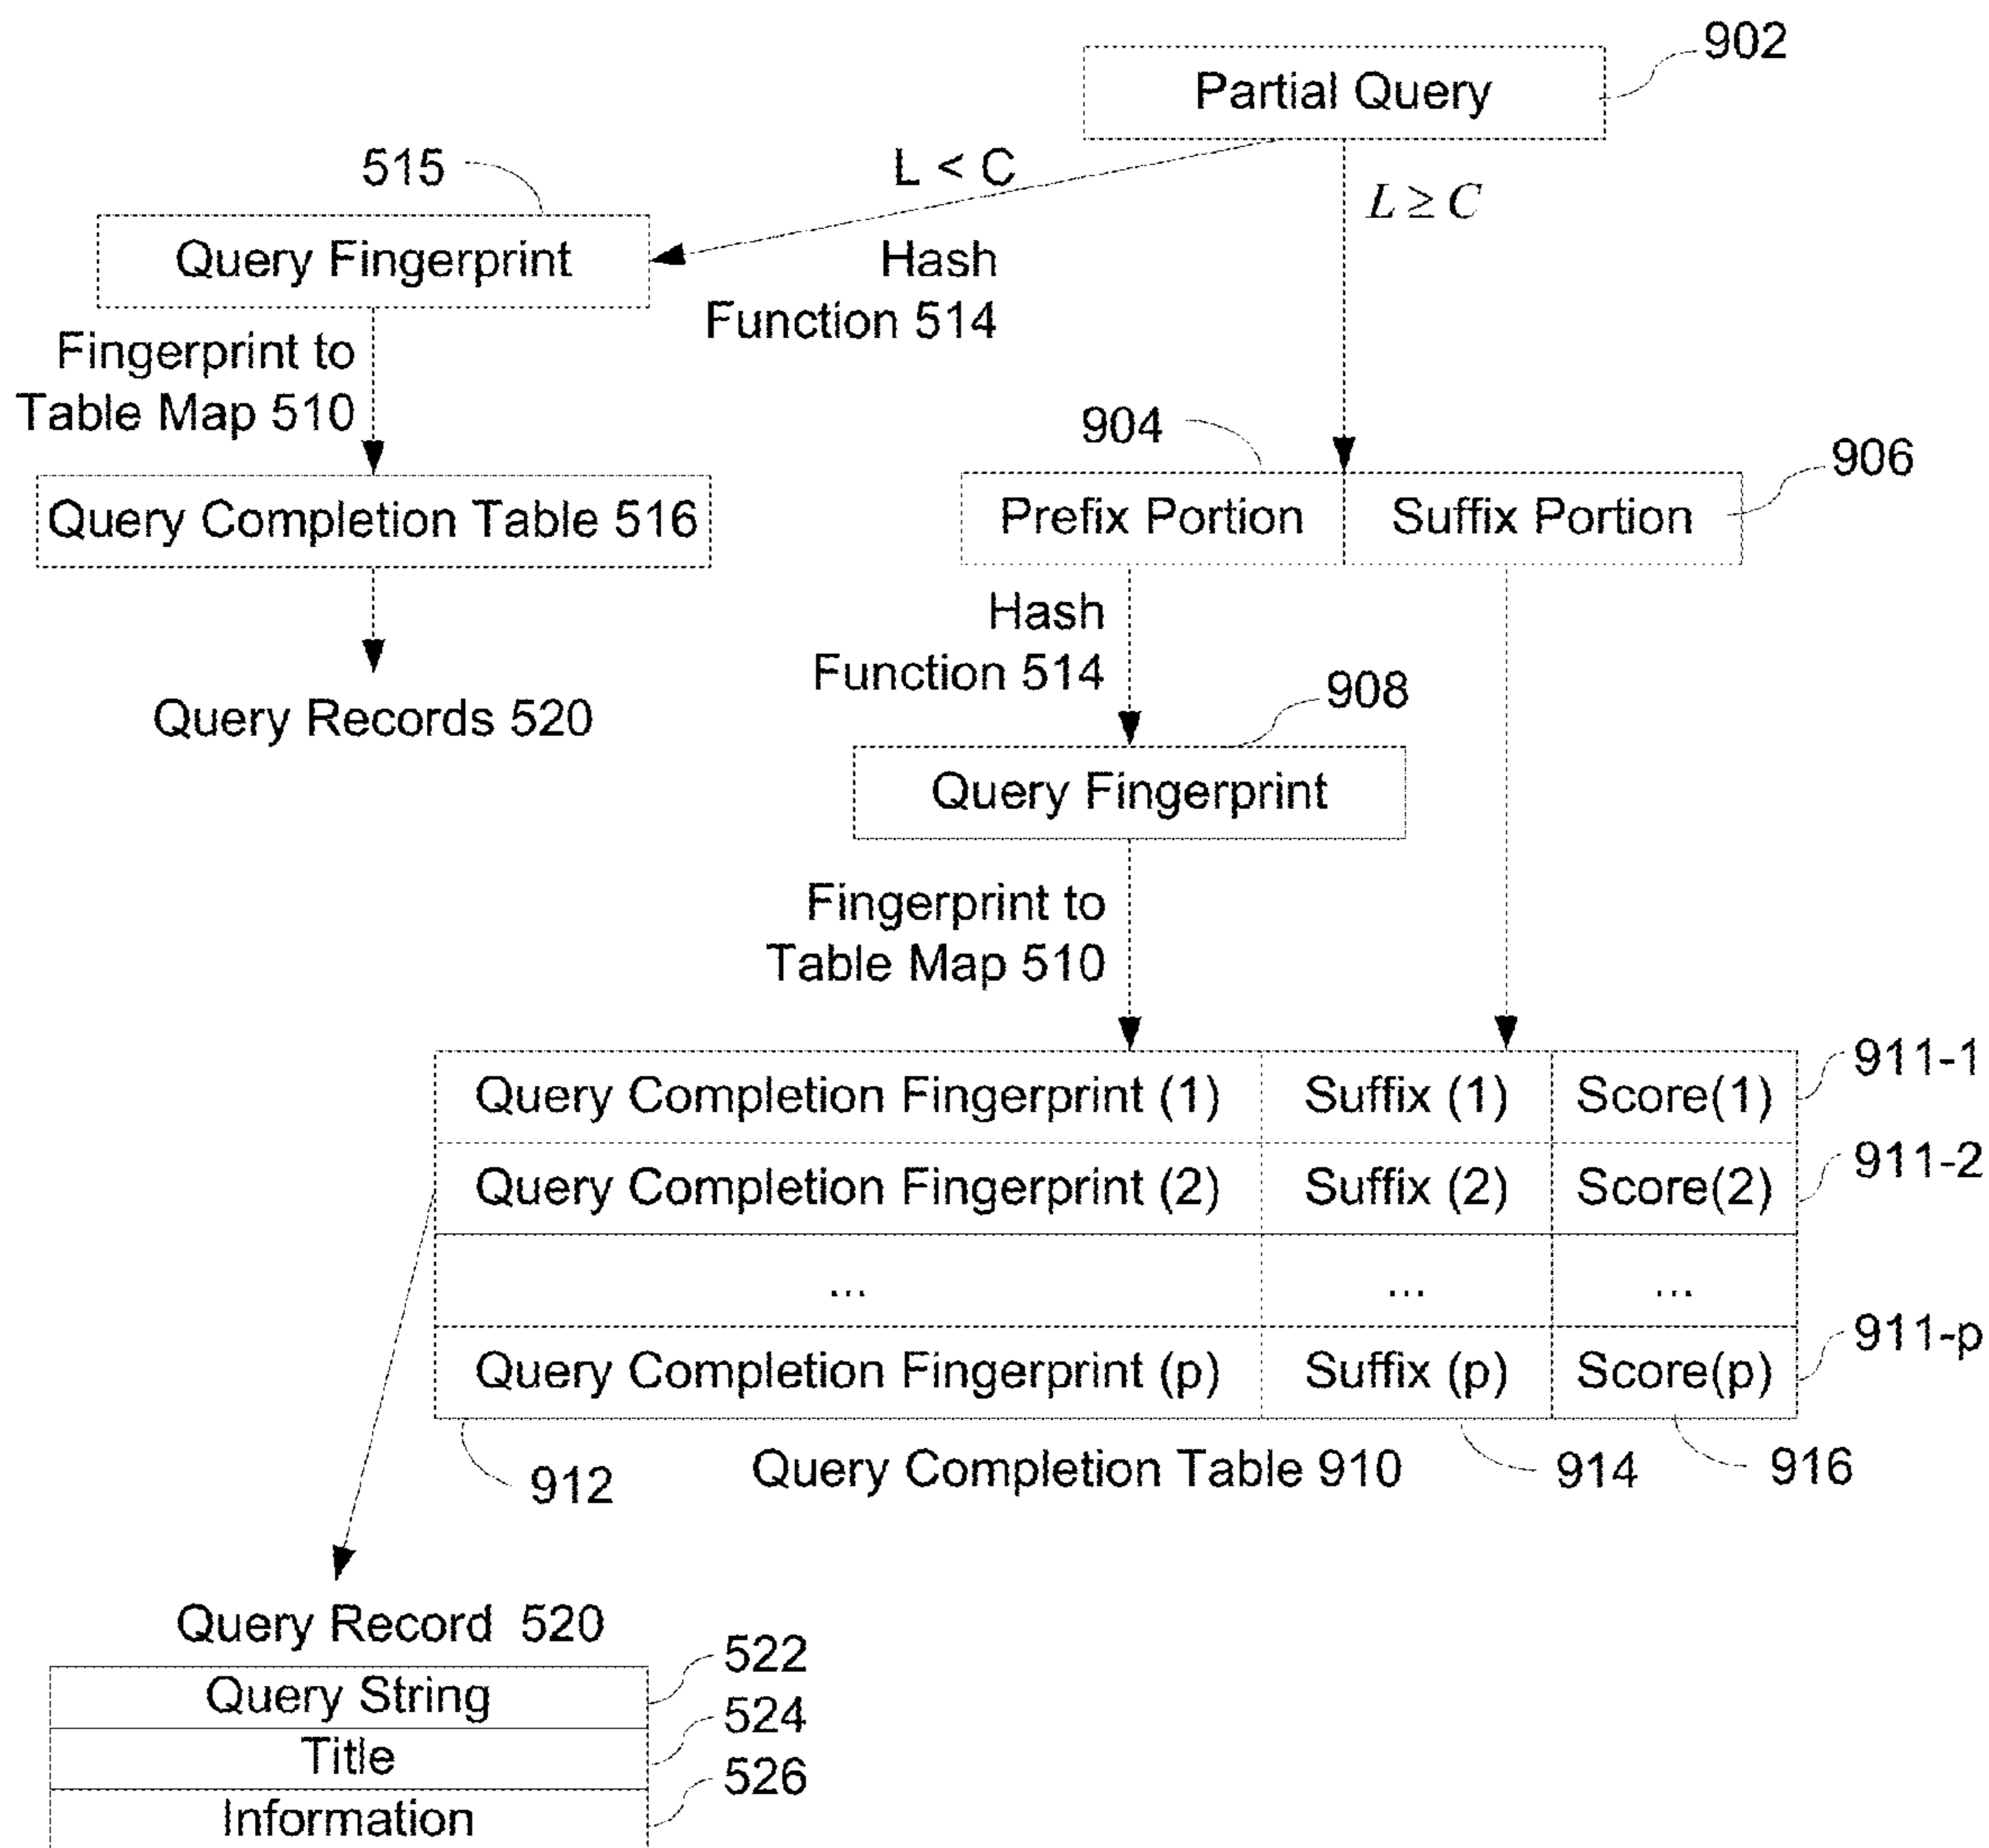 902
Partial Query
515
L < C
L ≥ C
Query Fingerprint
Hash
Function 514
Fingerprint to
Table Map 510
904
906
Query Completion Table 516
Prefix Portion
Suffix Portion
Hash
Function 514
Query Records 520
908
Query Fingerprint
Fingerprint to
Table Map 510
Query Completion Fingerprint (1) Suffix (1) Score(1)
911-1
Query Completion Fingerprint (2) Suffix (2) Score(2)
911-2
... ... ...
Query Completion Fingerprint (p) Suffix (p) Score(p)
911-p
912
Query Completion Table 910
914
916
Query Record 520
Query String
522
Title
524
Information
526